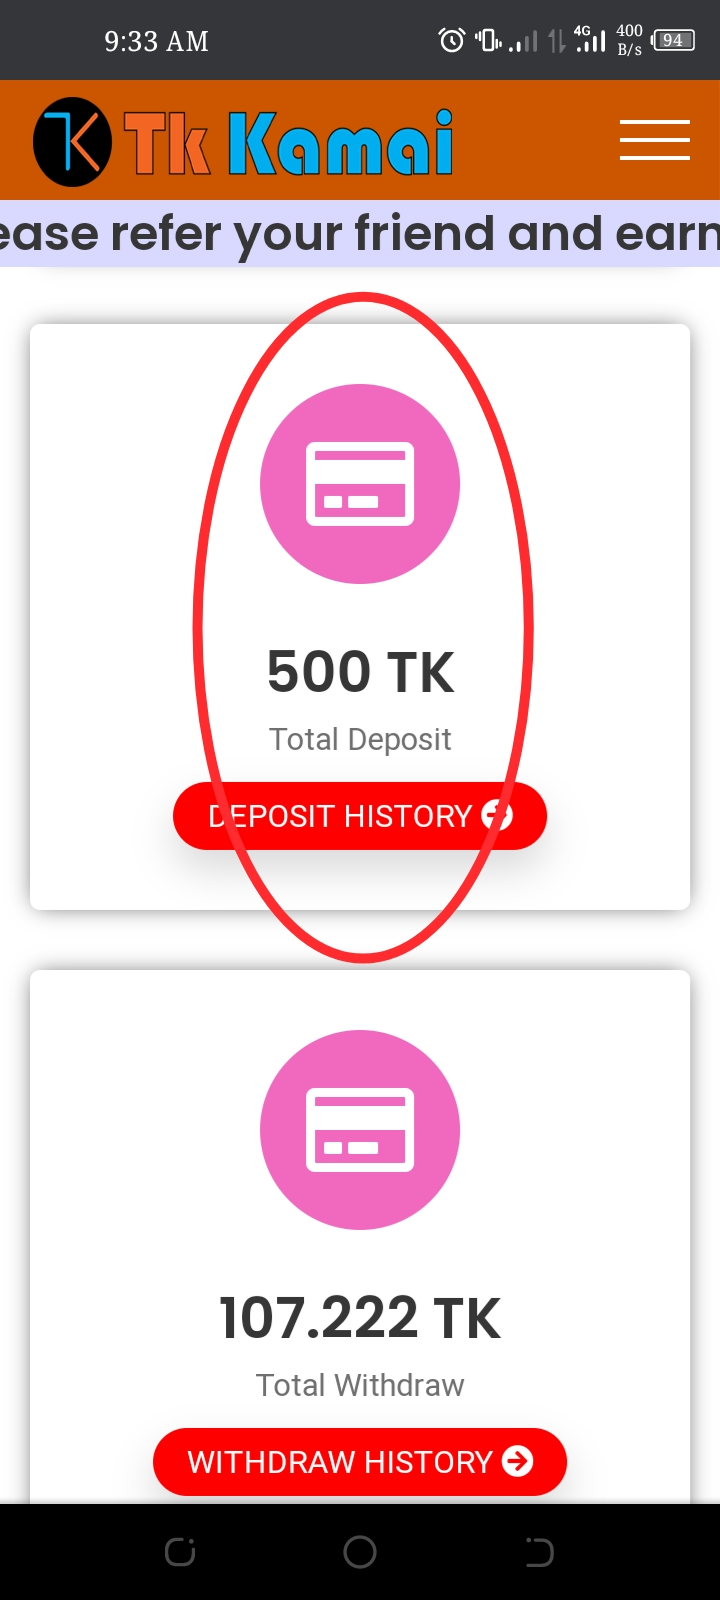 9:33 AM
4G
400
B/s
94
TK
Tk Kamai
ease refer your friend and earn
500 TK
Total Deposit
DEPOSIT HISTORY
107.222 TK
Total Withdraw
WITHDRAW HISTORY